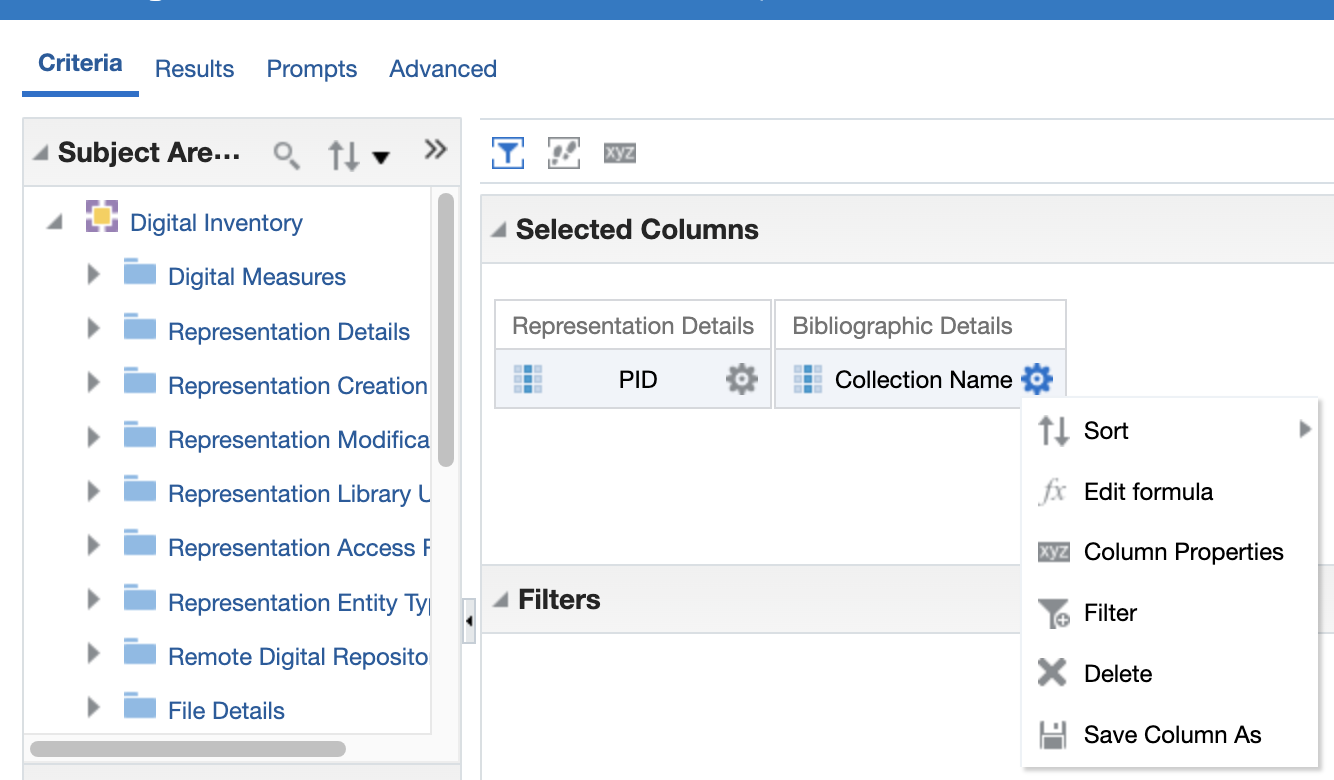 Criteria
Results
Prompts
Advanced
Subject Are...
Digital Inventory
Digital Measures
Representation Details
Representation Creation
Representation Modifica
Representation Library U
Representation Access
Representation Entity Ty
Remote Digital Reposito
File Details
xyz
Selected Columns
Representation Details
Bibliographic Details
PID
Collection Name
Sort
fx Edit formula
xyz Column Properties
Filter
Delete
Save Column As
Filters